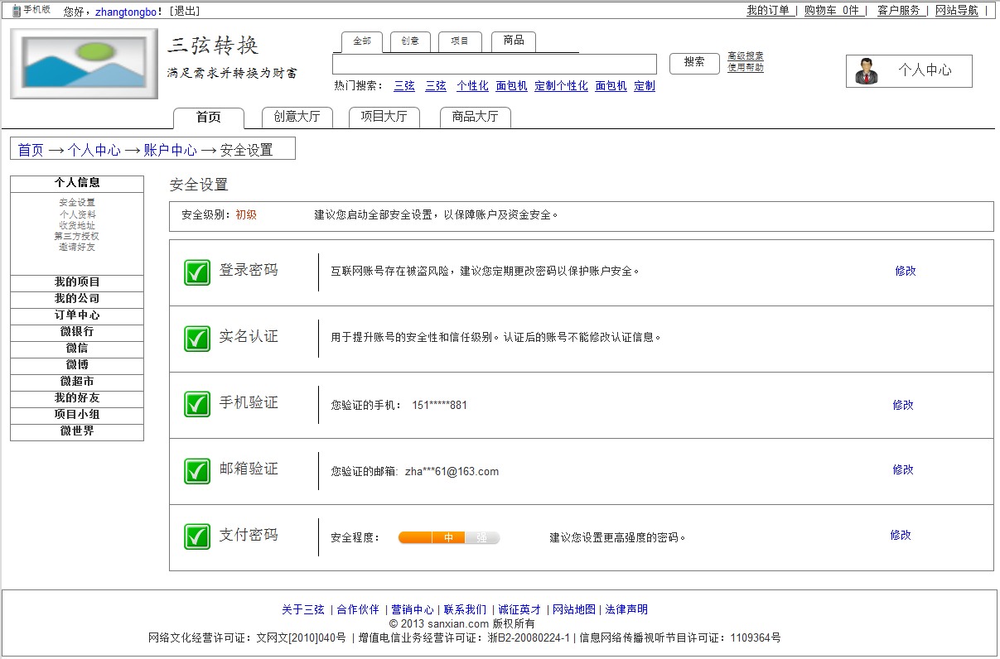 手机版 您好，zhangtongbo！[退出] 我的订单 | 购物车 0件 | 客户服务 | 网站导航 |
三弦转换
满足需求并转换为财富
全部 创意 项目 商品
搜索
高级搜索
使用帮助
个人中心
热门搜索： 三弦 三弦 个性化 面包机 定制个性化 面包机 定制
首页 创意大厅 项目大厅 商品大厅
首页 → 个人中心 → 账户中心 → 安全设置
个人信息
安全设置
个人资料
收货地址
第三方授权
邀请好友
我的项目
我的公司
订单中心
微银行
微信
微博
微超市
我的好友
项目小组
微世界
安全设置
安全级别：初级 建议您启动全部安全设置，以保障账户及资金安全。
登录密码 互联网账号存在被盗风险，建议您定期更改密码以保护账户安全。 修改
实名认证 用于提升账号的安全性和信任级别。认证后的账号不能修改认证信息。
手机验证 您验证的手机： 151*****881 修改
邮箱验证 您验证的邮箱: zha***61@163.com 修改
支付密码 安全程度： 中 强 建议您设置更高强度的密码。 修改
关于三弦 | 合作伙伴 | 营销中心 | 联系我们 | 诚征英才 | 网站地图 | 法律声明
© 2013 sanxian.com 版权所有
网络文化经营许可证：文网文[2010]040号 | 增值电信业务经营许可证：浙B2-20080224-1 | 信息网络传播视听节目许可证：1109364号